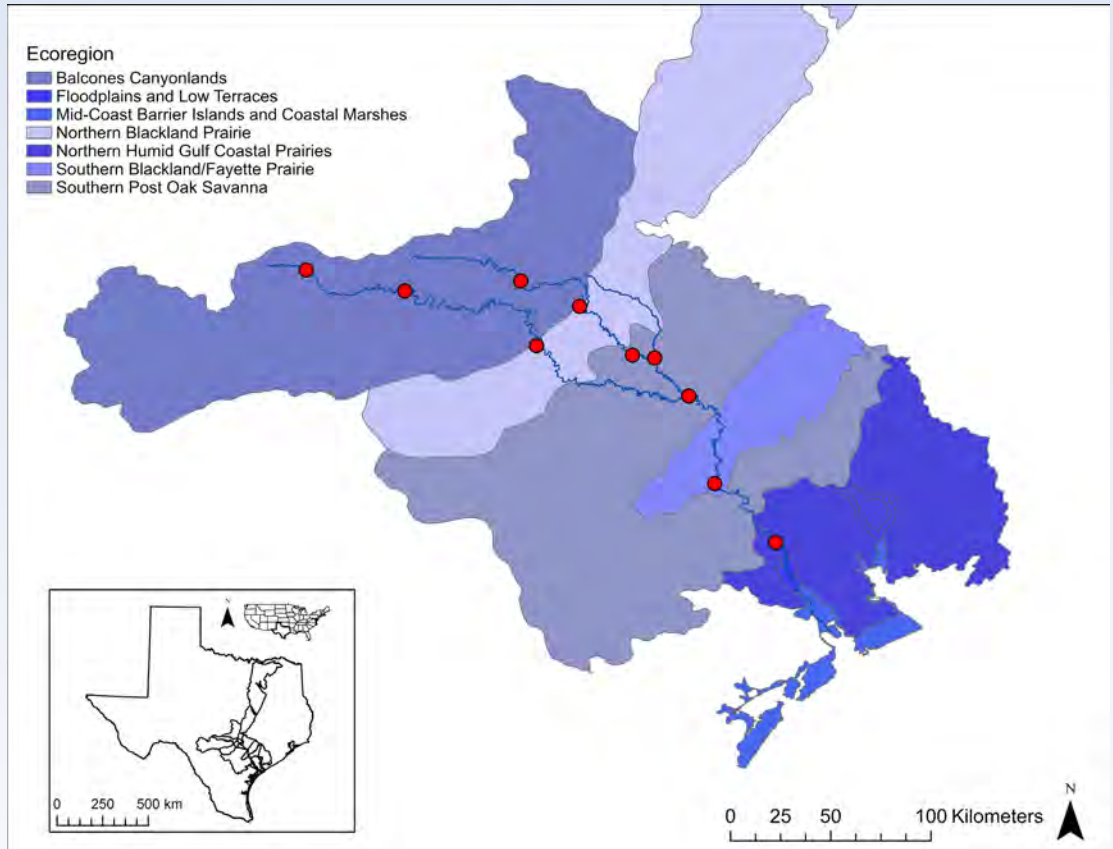 Ecoregion
Balcones Canyonlands
Floodplains and Low Terraces
Mid-Coast Barrier Islands and Coastal Marshes
Northern Blackland Prairie
Northern Humid Gulf Coastal Prairies
Southern Blackland/Fayette Prairie
Southern Post Oak Savanna
N
0 250 500 km
N
0 25 50 100 Kilometers